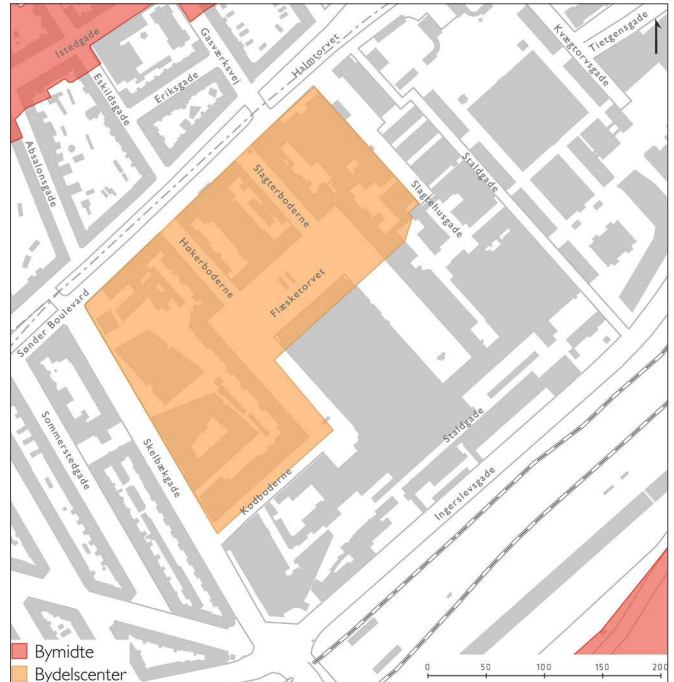 Istedgade
Gasværksvej
Halmtorvet
Kvægtorvsgade
Tietgensgade
Eskildsgade
Eriksgade
Absalonsgade
Slagterboderne
Staldgade
Slagtehusgade
Høkerboderne
Flæsketorvet
Sønder Boulevard
Sommerstedgade
Skelbækgade
Kødboderne
Staldgade
Ingerslevsgade
Bymidte
Bydelscenter
0 50 100 150 200